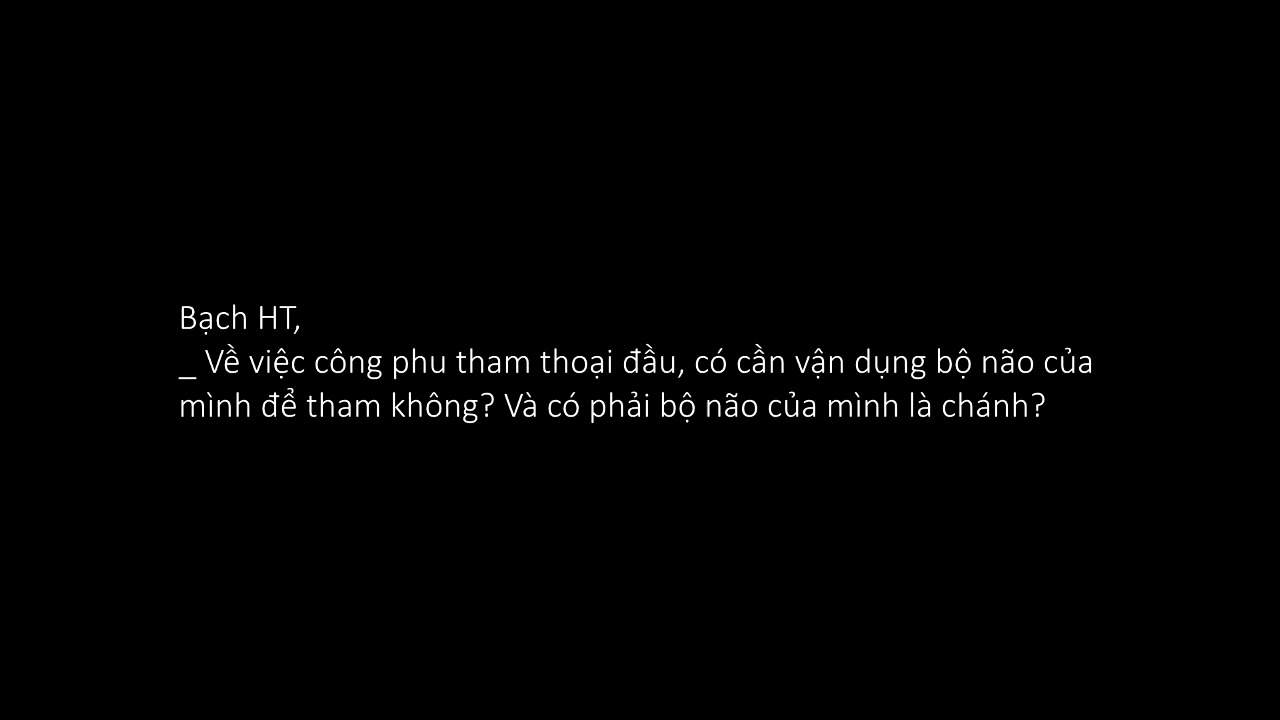 Bạch HT,
_ Về việc công phu tham thoại đầu, có cần vận dụng bộ não của
mình để tham không? Và có phải bộ não của mình là chánh?